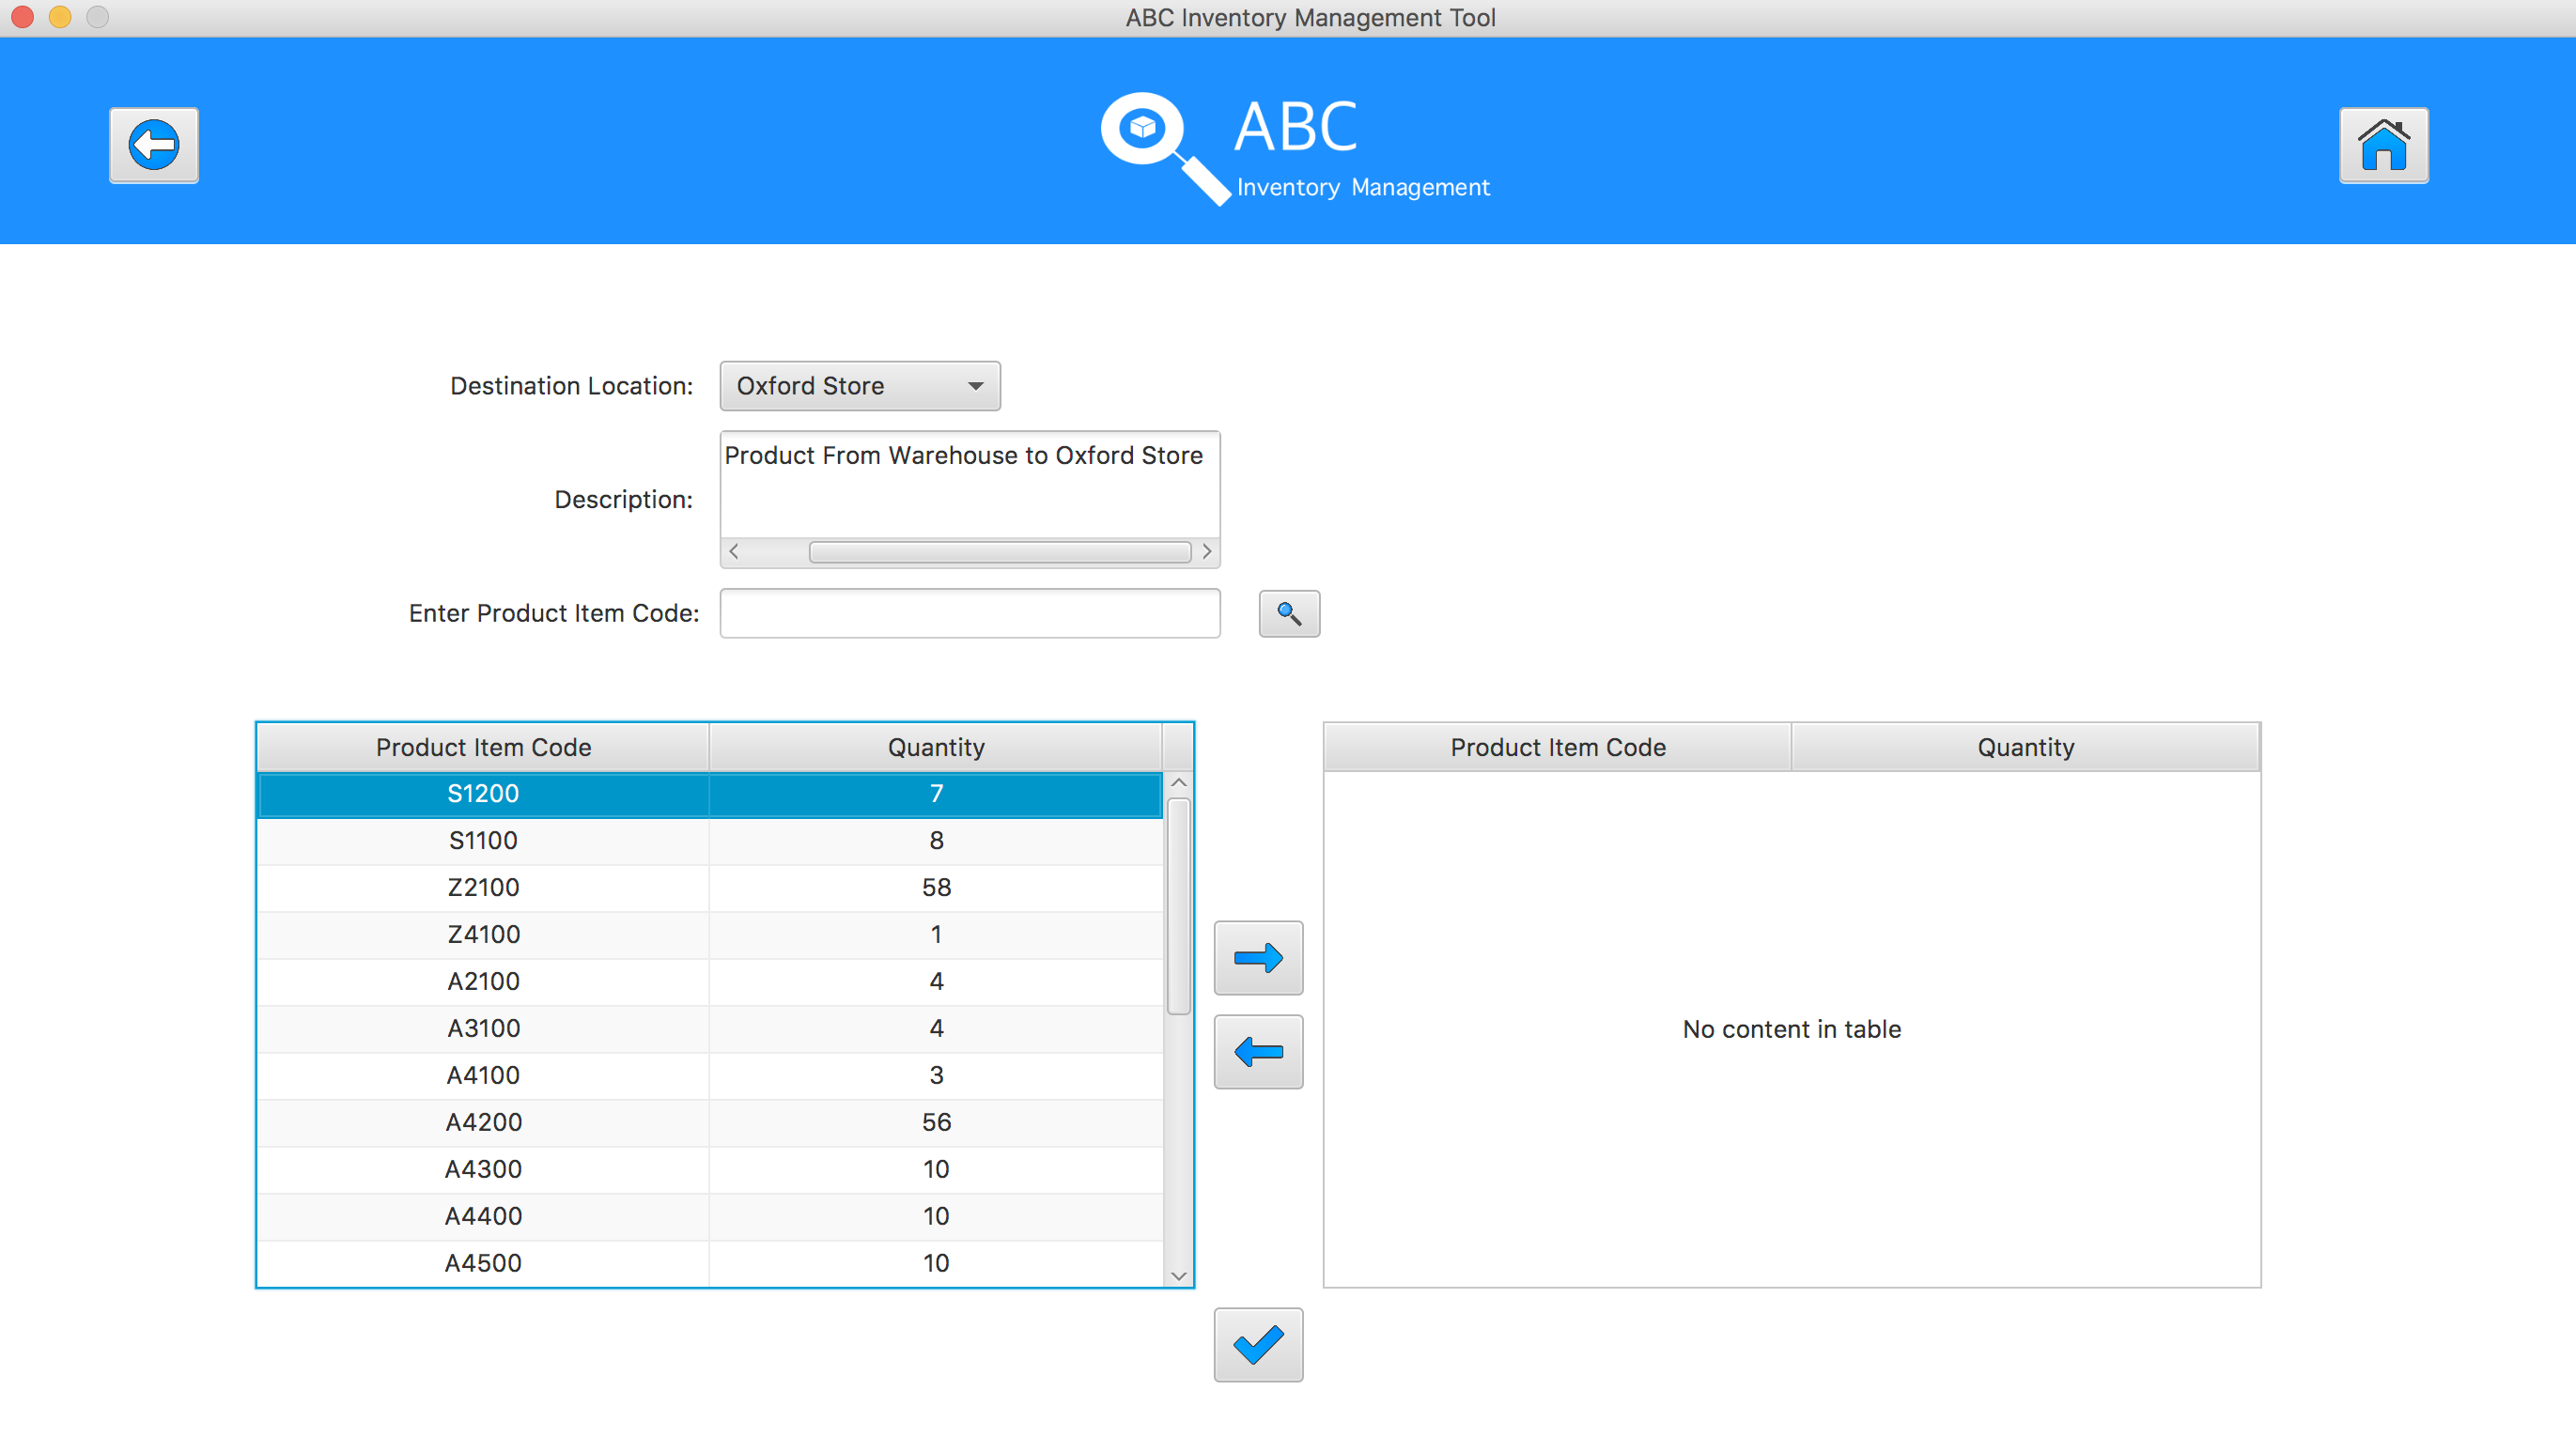 ABC Inventory Management Tool
ABC
Inventory Management
Destination Location: Oxford Store
Product From Warehouse to Oxford Store
Description:
Enter Product Item Code:
Product Item Code Quantity
S1200 7
S1100 8
Z2100 58
Z4100 1
A2100 4
A3100 4
A4100 3
A4200 56
A4300 10
A4400 10
A4500 10
Product Item Code Quantity
No content in table